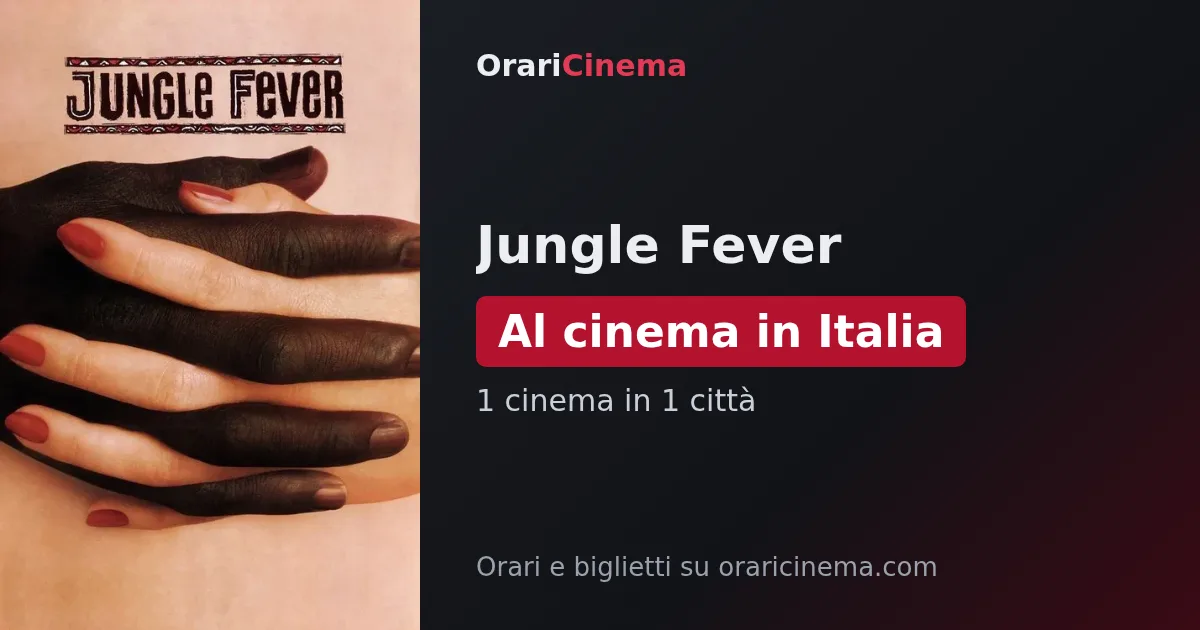 Jungle Fever
OrariCinema
Jungle Fever
Al cinema in Italia
1 cinema in 1 città
Orari e biglietti su oraricinema.com